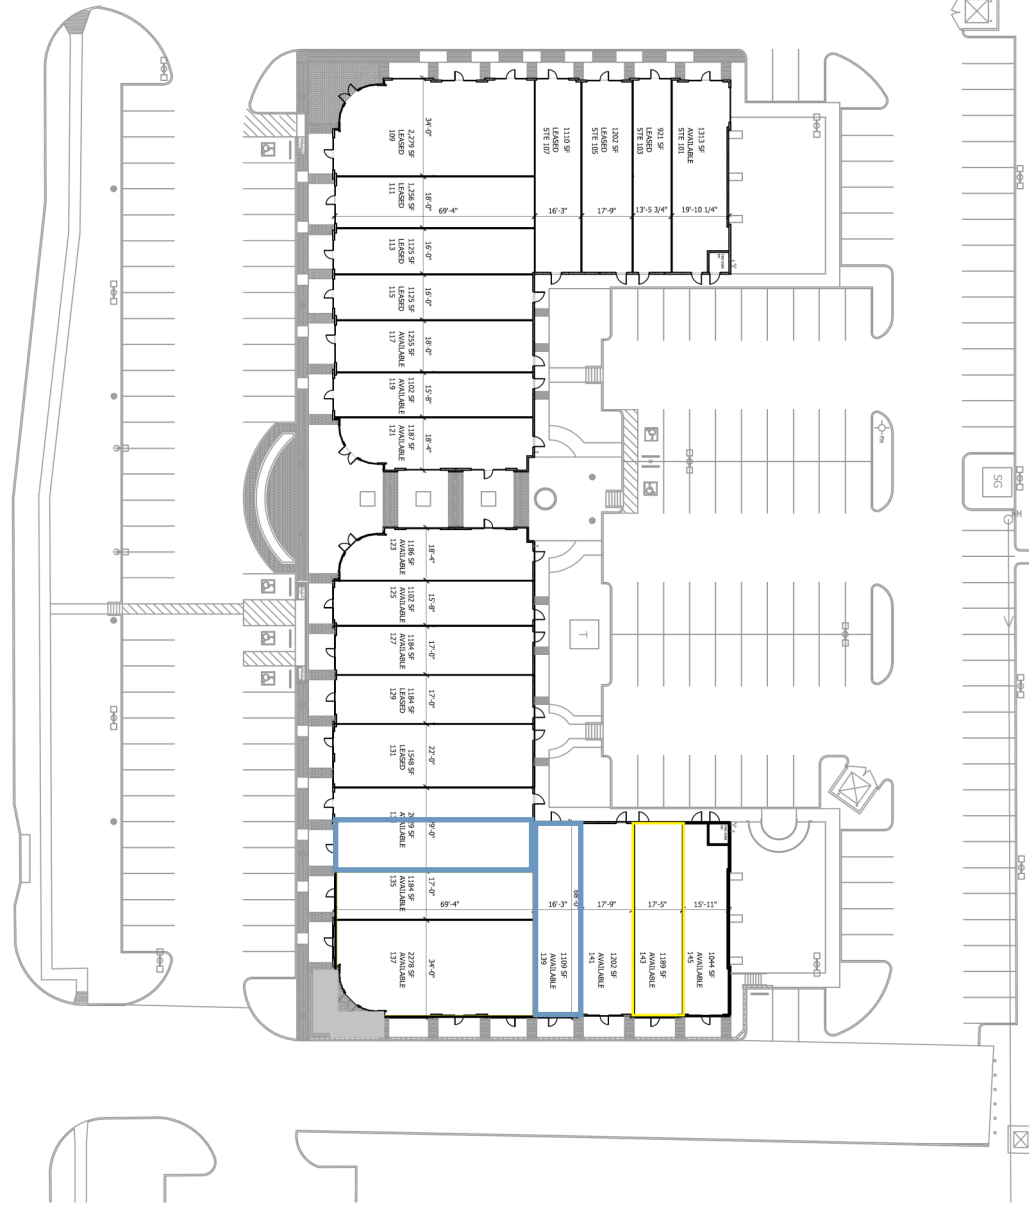 2,279 SF
LEASED
109
34'-0"
1110 SF
LEASED
STE 107
1202 SF
LEASED
STE 105
921 SF
LEASED
STE 103
1313 SF
AVAILABLE
STE 101
1,256 SF
LEASED
111
18'-0"
69'-4"
16'-3"
17'-9"
13'-5 3/4"
19'-10 1/4"
1125 SF
LEASED
113
16'-0"
1125 SF
LEASED
115
16'-0"
1255 SF
AVAILABLE
117
18'-0"
1102 SF
AVAILABLE
119
15'-8"
1187 SF
AVAILABLE
121
18'-4"
PH
SG
1186 SF
AVAILABLE
123
18'-4"
1102 SF
AVAILABLE
125
15'-8"
1184 SF
AVAILABLE
127
17'-0"
T
1184 SF
LEASED
129
17'-0"
1548 SF
LEASED
131
22'-0"
AVAILABLE
1184 SF
AVAILABLE
135
17'-0"
69'-4"
16'-3"
17'-9"
17'-5"
15'-11"
2278 SF
AVAILABLE
137
34'-0"
1109 SF
AVAILABLE
139
1202 SF
AVAILABLE
141
1189 SF
AVAILABLE
143
1044 SF
AVAILABLE
145